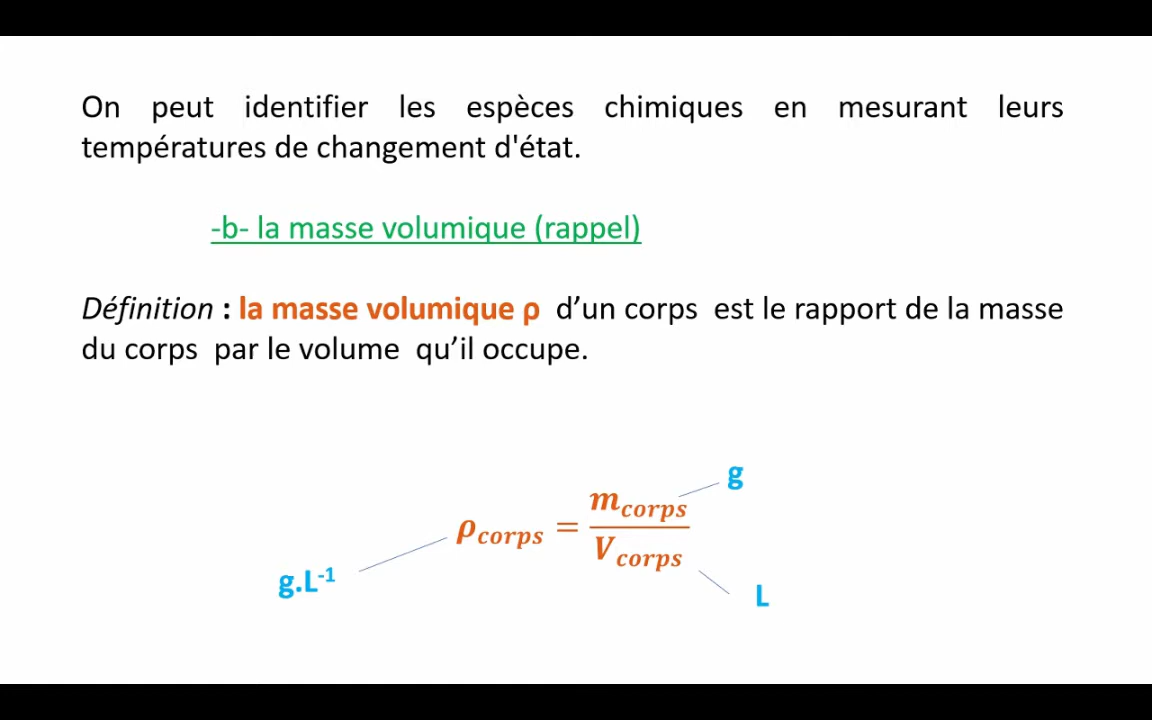 On peut identifier les espèces chimiques en mesurant leurs
températures de changement d'état.
-b- la masse volumique (rappel)
Définition : la masse volumique ρ d’un corps est le rapport de la masse
du corps par le volume qu’il occupe.
g
ρcorps = mcorps / Vcorps
g.L-1
L